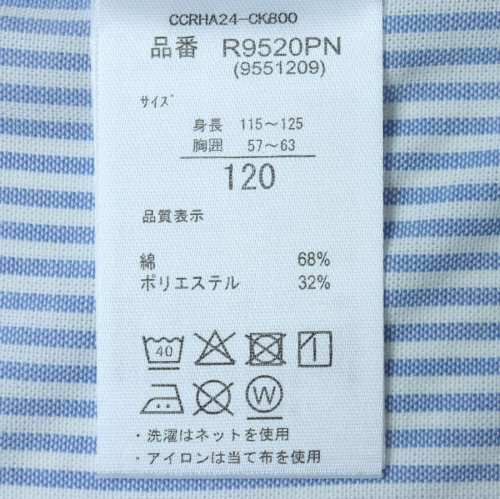 CCRHA24-CK800
品番 R9520PN
(9551209)
サイズ
身長 115～125
胸囲 57～63
120
品質表示
綿 68%
ポリエステル 32%
40
W
・洗濯はネットを使用
・アイロンは当て布を使用